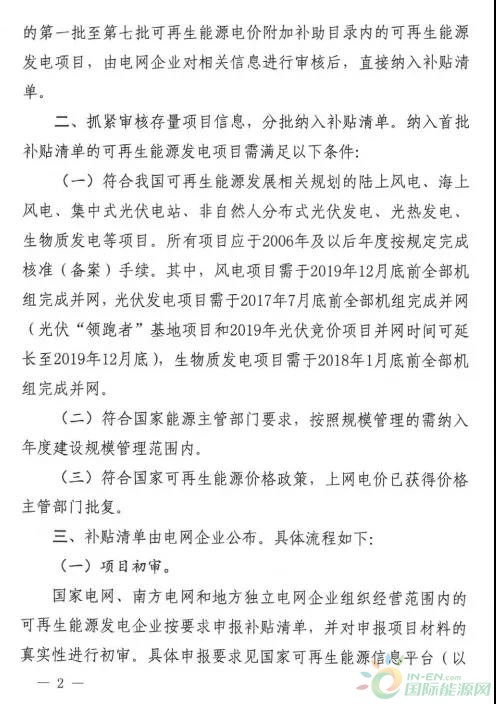 的第一批至第七批可再生能源电价附加补助目录内的可再生能源
发电项目，由电网企业对相关信息进行审核后，直接纳入补贴清
单。
二、抓紧审核存量项目信息，分批纳入补贴清单。纳入首批
补贴清单的可再生能源发电项目需满足以下条件：
（一）符合我国可再生能源发展相关规划的陆上风电、海上
风电、集中式光伏电站、非自然人分布式光伏发电、光热发电、
生物质发电等项目。所有项目应于2006年及以后年度按规定完成
核准（备案）手续。其中，风电项目需于2019年12月底前全部机
组完成并网，光伏发电项目需于2017年7月底前全部机组完成并网
（光伏“领跑者”基地项目和2019年光伏竞价项目并网时间可延
长至2019年12月底），生物质发电项目需于2018年1月底前全部机
组完成并网。
（二）符合国家能源主管部门要求，按照规模管理的需纳入
年度建设规模管理范围内。
（三）符合国家可再生能源价格政策，上网电价已获得价格
主管部门批复。
三、补贴清单由电网企业公布。具体流程如下：
（一）项目初审。
国家电网、南方电网和地方独立电网企业组织经营范围内的
可再生能源发电企业按要求申报补贴清单，并对申报项目材料的
真实性进行初审。具体申报要求见国家可再生能源信息平台（以
— 2 —
IN-EN.COM
国际能源网